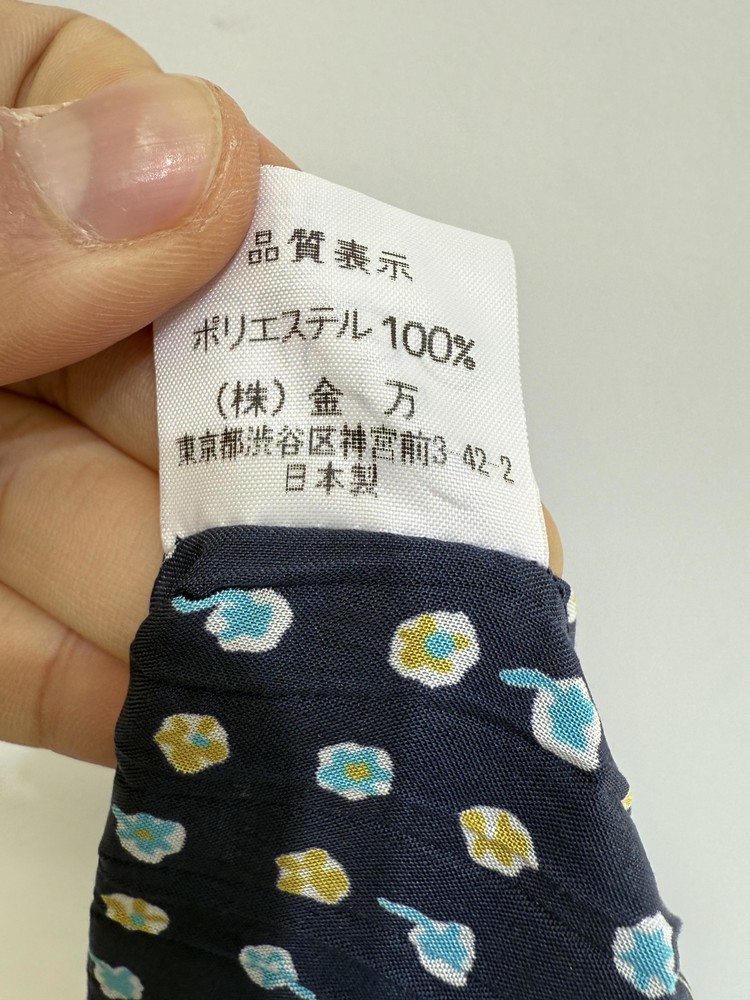 品質表示
ポリエステル 100%
(株) 金 万
東京都渋谷区神宮前3-42-2
日本製